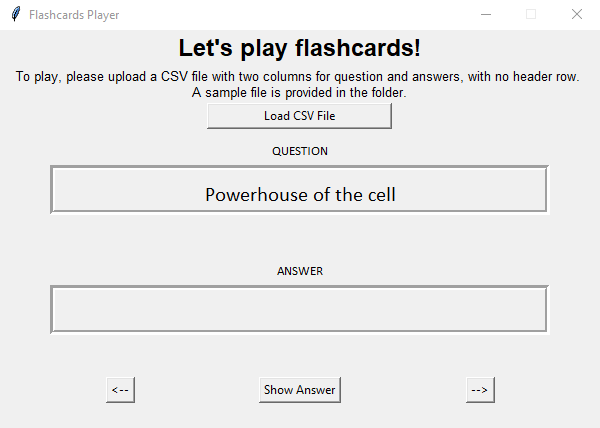 Flashcards Player
Let's play flashcards!
To play, please upload a CSV file with two columns for question and answers, with no header row.
A sample file is provided in the folder.
Load CSV File
QUESTION
Powerhouse of the cell
ANSWER
<-- Show Answer -->